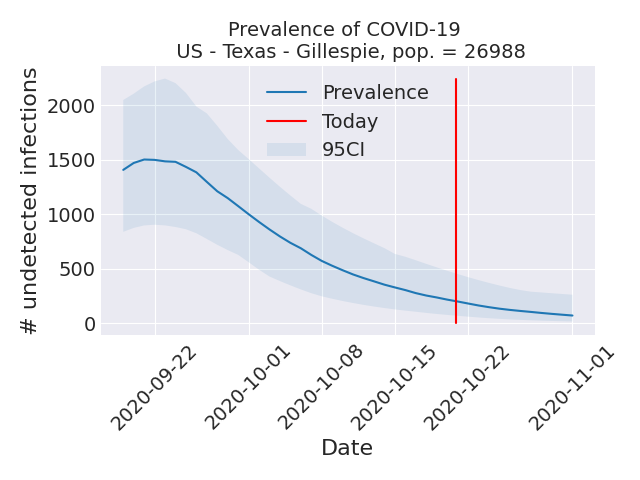 Prevalence of COVID-19
US - Texas - Gillespie, pop. = 26988
# undetected infections
2000
1500
1000
500
0
Prevalence
Today
95CI
2020-09-22
2020-10-01
2020-10-08
2020-10-15
2020-10-22
2020-11-01
Date